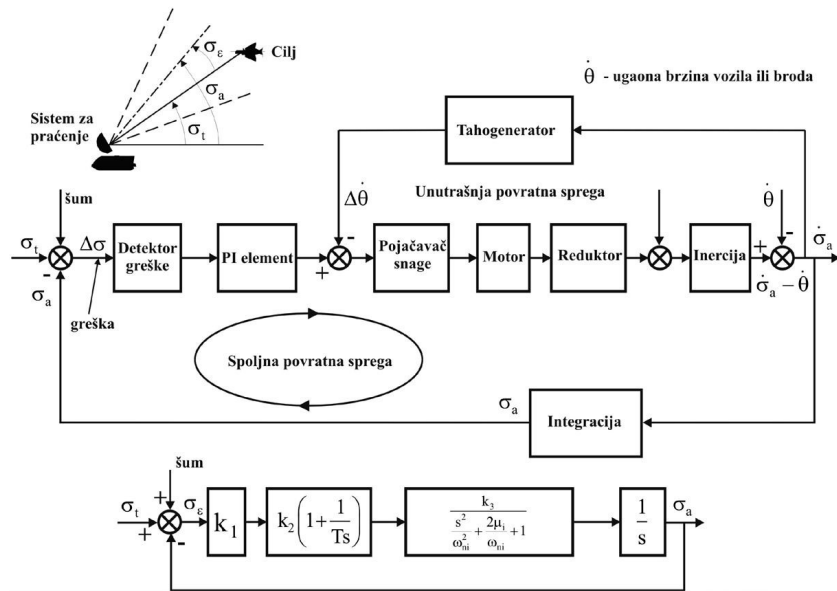 σε
Cilj
σa
σt
Sistem za
praćenje
θ̇ - ugaona brzina vozila ili broda
Tahogenerator
Unutrašnja povratna sprega
šum
σt
Δσ
-
σa
greška
Detektor
greške
PI element
+
-
Δθ̇
Pojačavač
snage
Motor
Reduktor
Inercija
+
θ̇
-
σ̇a
σ̇a − θ̇
Spoljna povratna sprega
σa
Integracija
šum
σt
+
+
-
σε
k1
k2(1+1/Ts)
k3
s²/ω²ni + 2μi/ωni + 1
1/s
σa